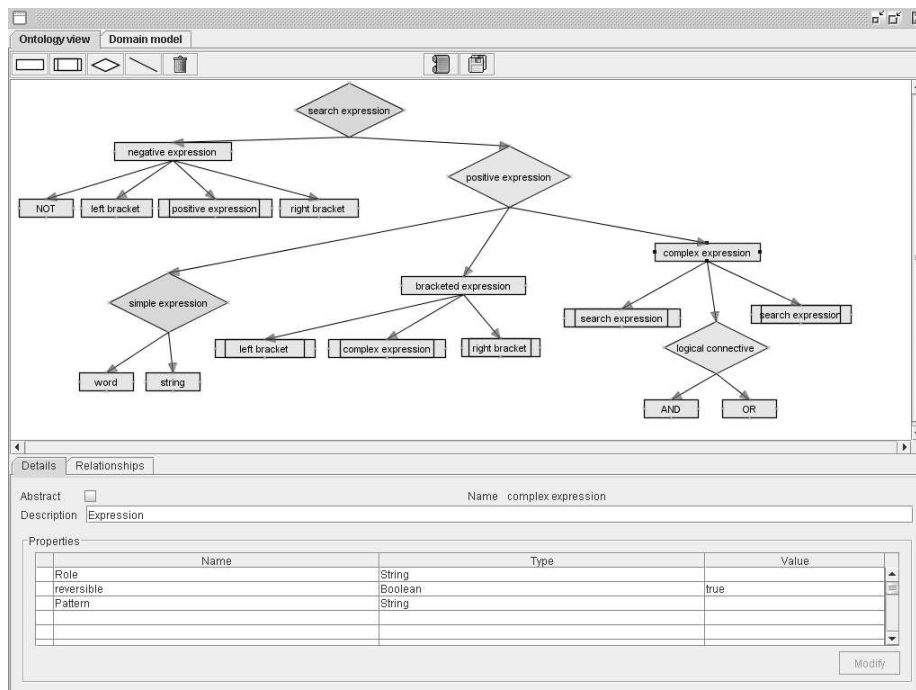 Ontology view Domain model
search expression
negative expression
positive expression
NOT left bracket positive expression right bracket
complex expression
bracketed expression
simple expression
search expression search expression
left bracket complex expression right bracket logical connective
word string
AND OR
Details Relationships
Abstract Name complex expression
Description Expression
Properties
Name Type Value
Role String
reversible Boolean true
Pattern String
Modify